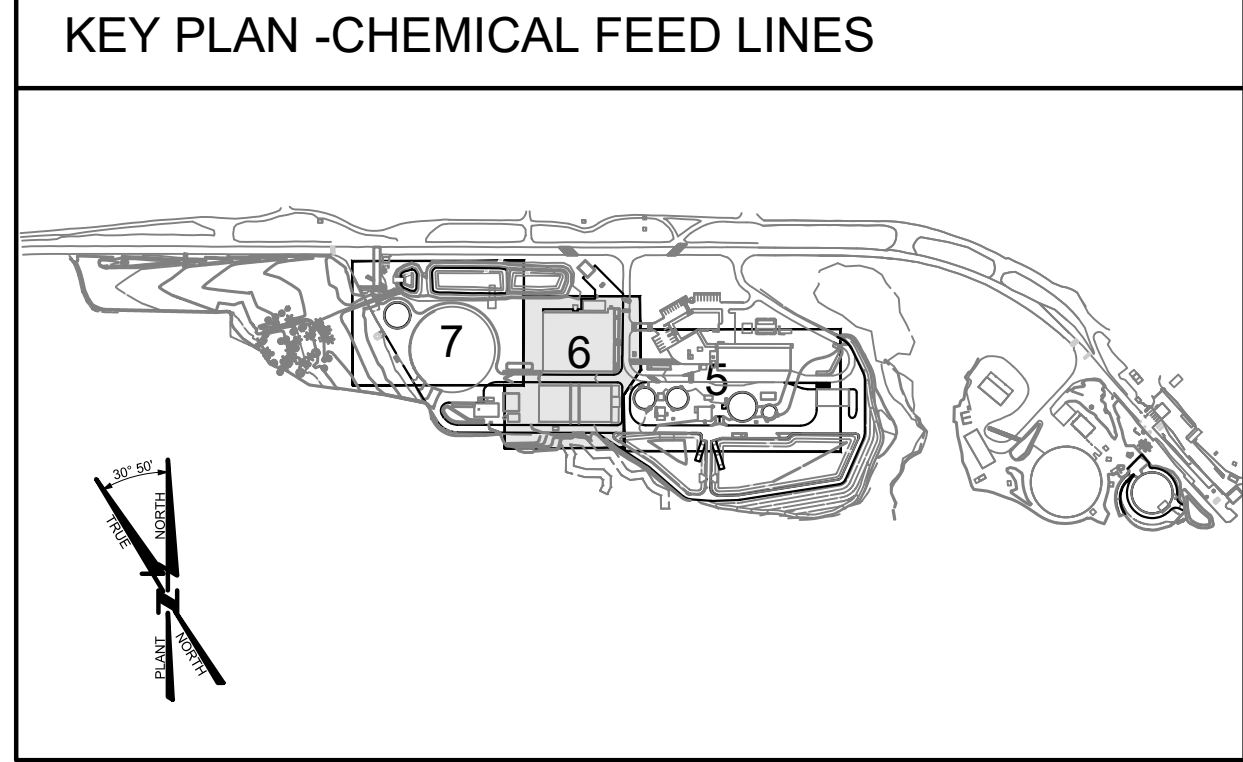 KEY PLAN -CHEMICAL FEED LINES
7
6
5
30° 50'
TRUE
NORTH
PLANT
NORTH